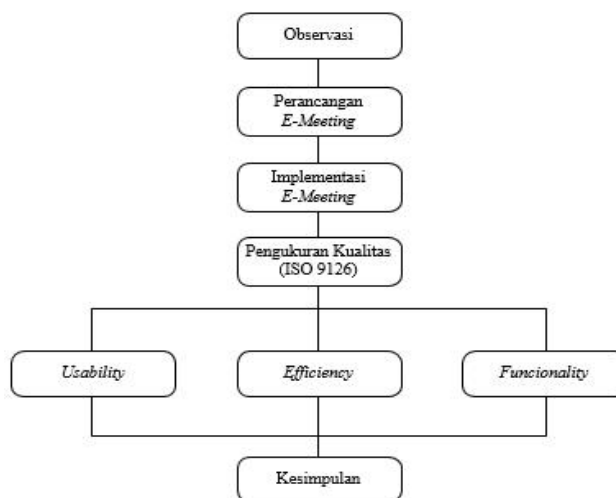 Observasi
Perancangan
E-Meeting
Implementasi
E-Meeting
Pengukuran Kualitas
(ISO 9126)
Usability
Efficiency
Funcionality
Kesimpulan